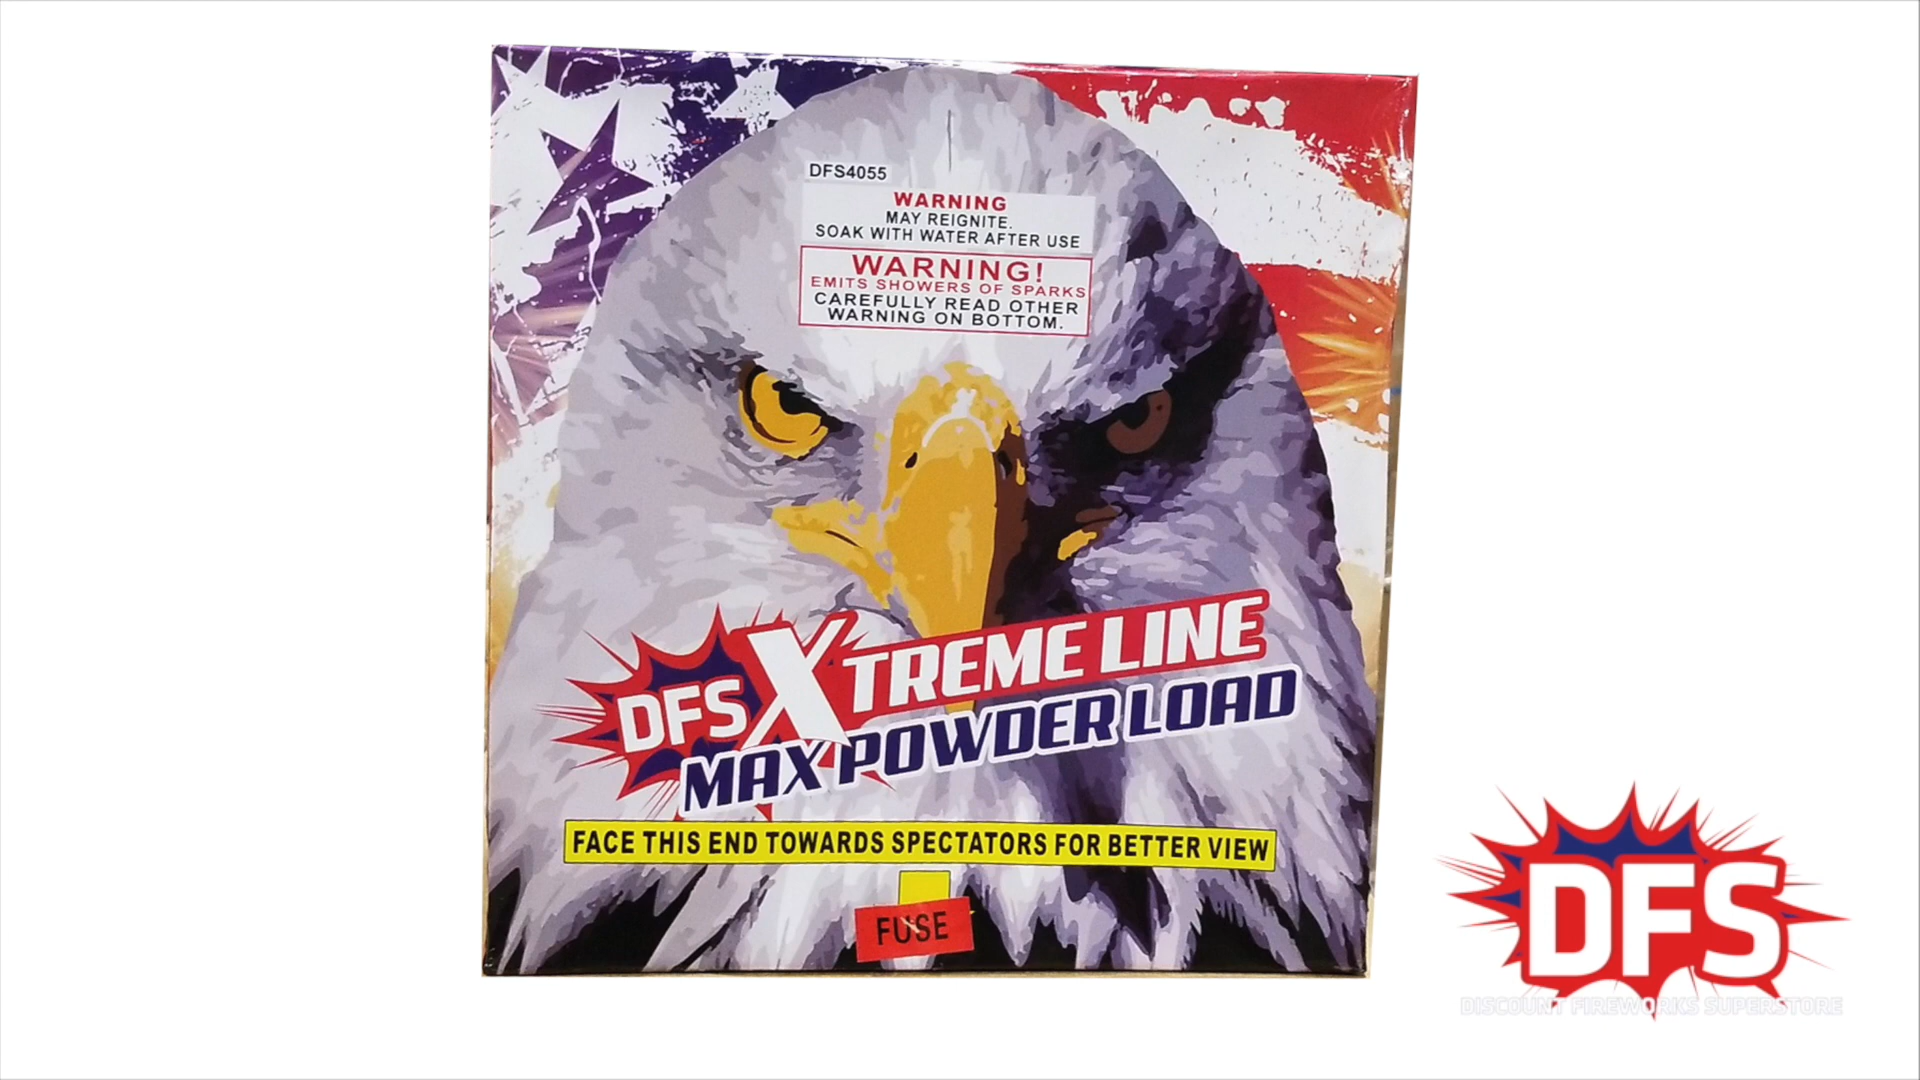 DFS4055
WARNING
MAY REIGNITE.
SOAK WITH WATER AFTER USE
WARNING!
EMITS SHOWERS OF SPARKS
CAREFULLY READ OTHER
WARNING ON BOTTOM.
DFS XTREME LINE
MAX POWDER LOAD
FACE THIS END TOWARDS SPECTATORS FOR BETTER VIEW
FUSE
DFS
DISCOUNT FIREWORKS SUPERSTORE